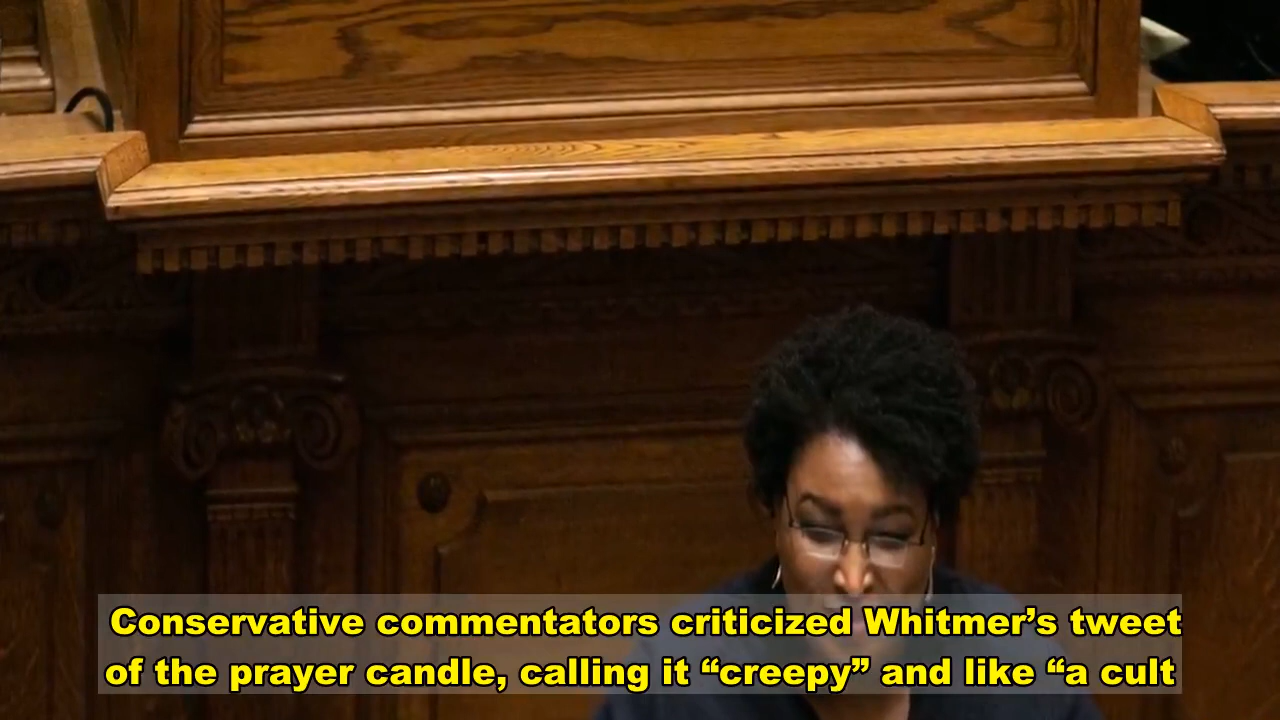 Conservative commentators criticized Whitmer’s tweet
of the prayer candle, calling it “creepy” and like “a cult